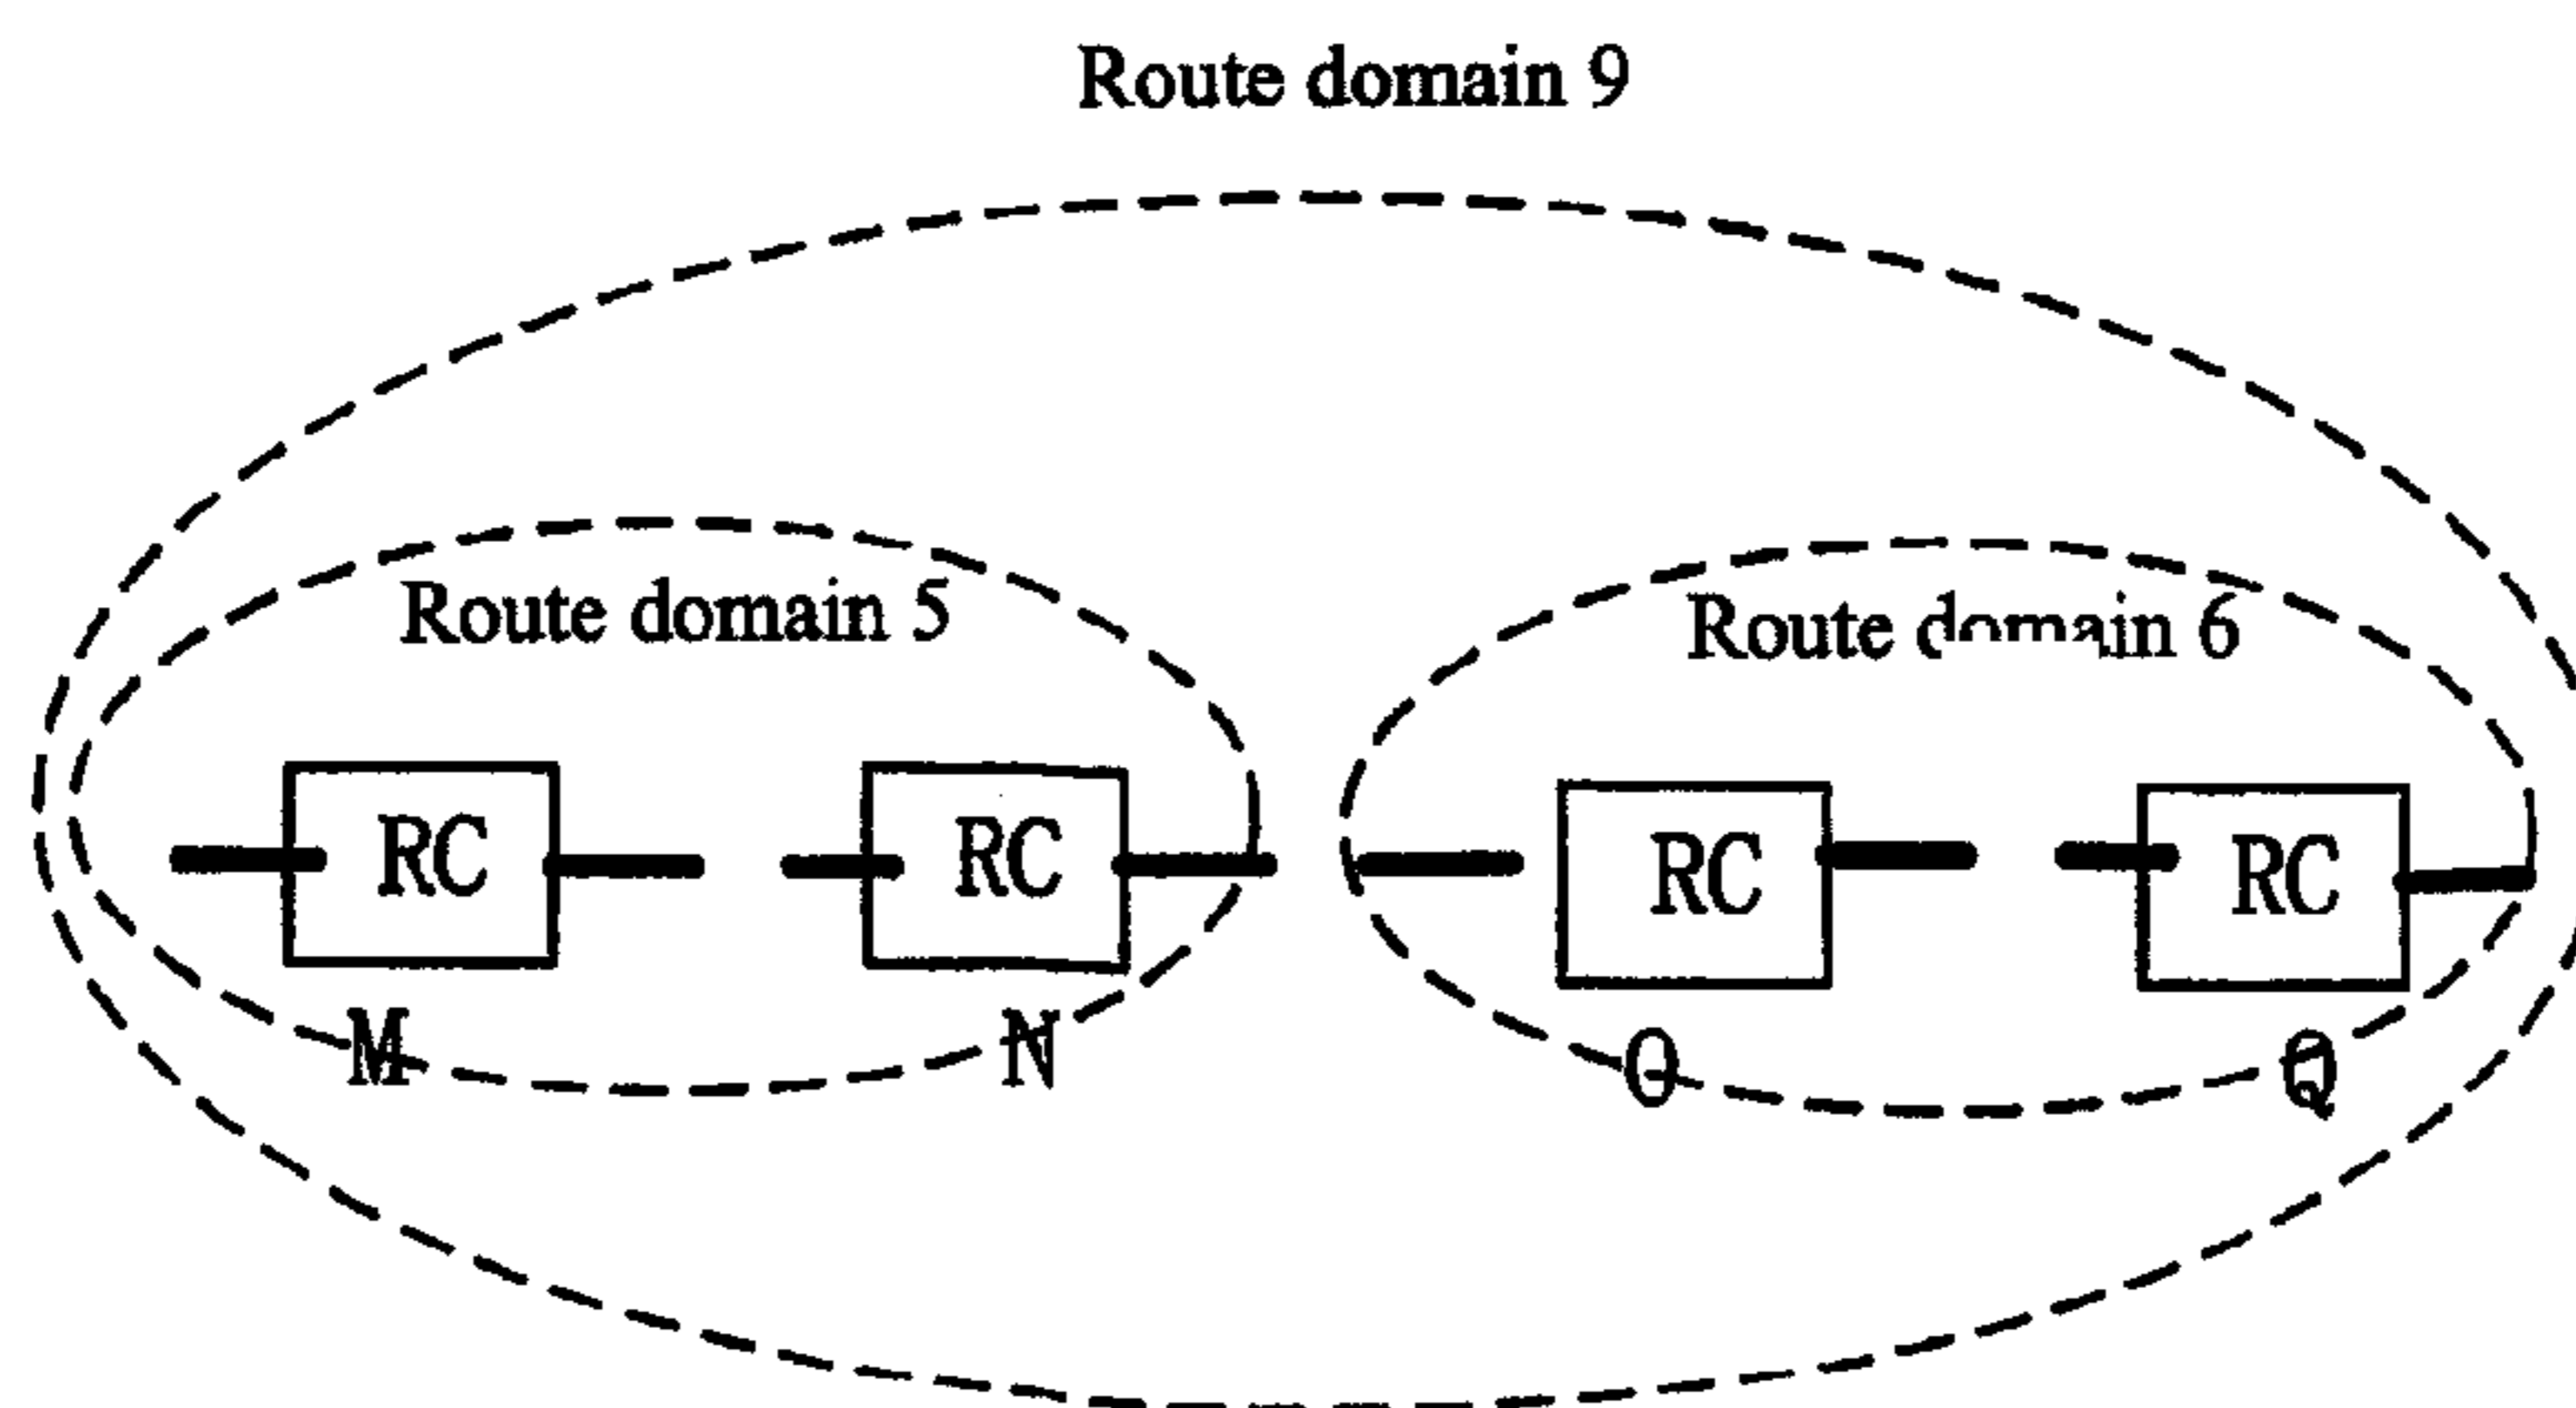 Route domain 9
Route domain 5
Route domain 6
RC
RC
RC
RC
M
N
O
Q